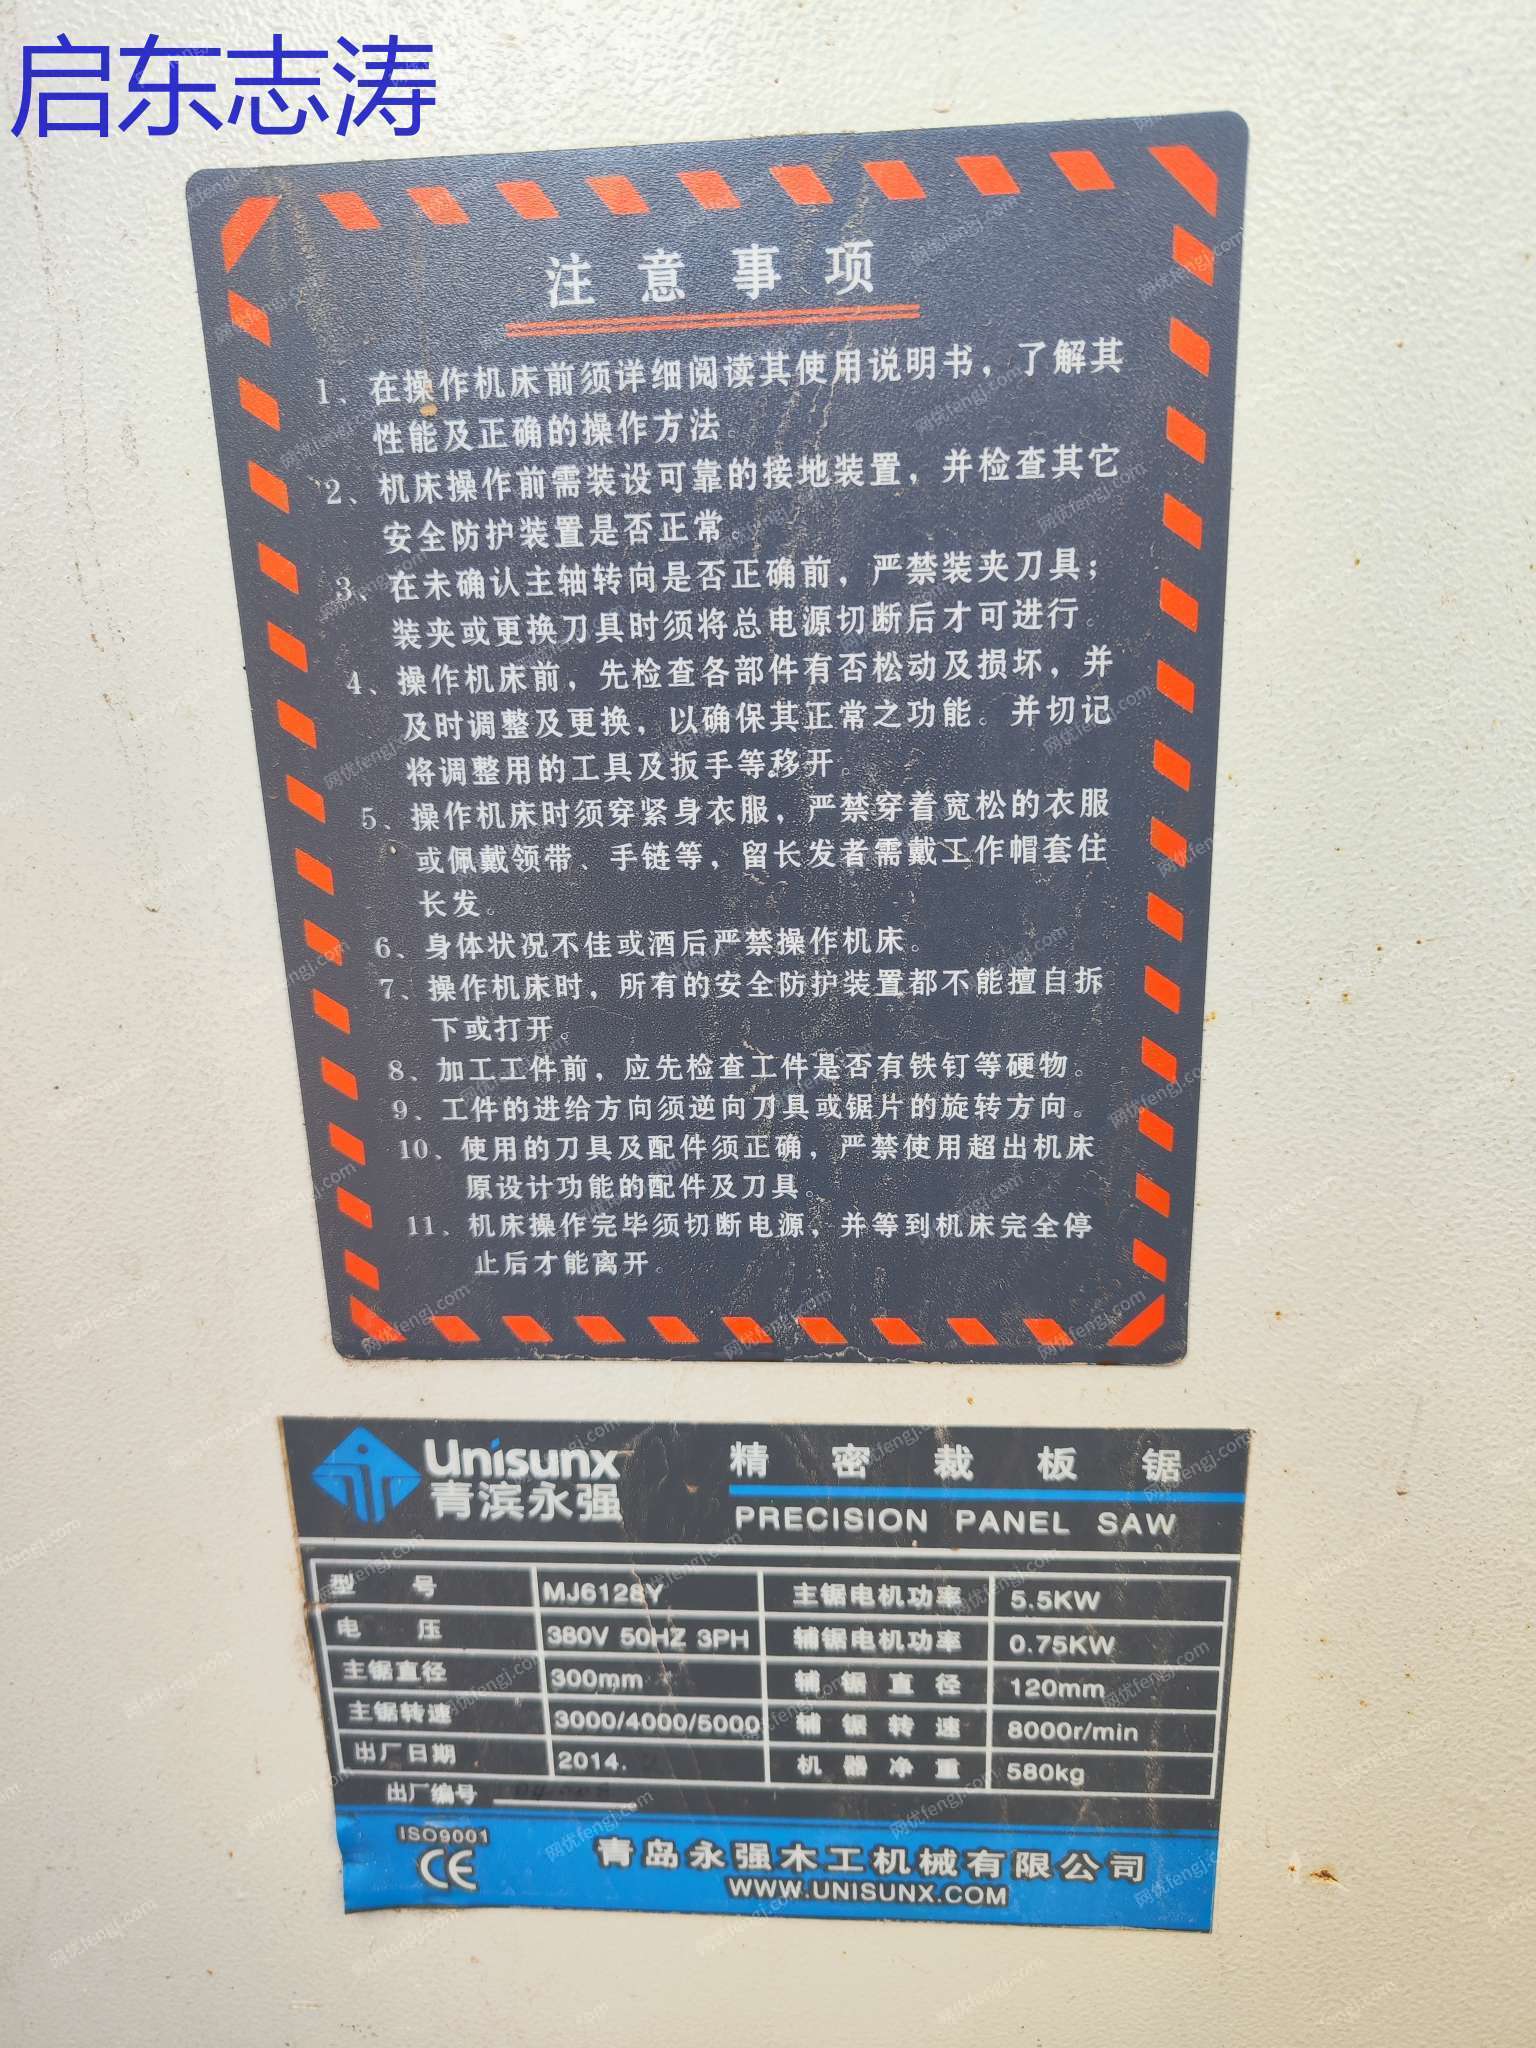 启东志涛
注意事项
1、在操作机床前须详细阅读其使用说明书，了解其
性能及正确的操作方法。
2、机床操作前需装设可靠的接地装置，并检查其它
安全防护装置是否正常。
3、在未确认主轴转向是否正确前，严禁装夹刀具；
装夹或更换刀具时须将总电源切断后才可进行。
4、操作机床前，先检查各部件有否松动及损坏，并
及时调整及更换，以确保其正常之功能。并切记
将调整用的工具及扳手等移开。
5、操作机床时须穿紧身衣服，严禁穿着宽松的衣服
或佩戴领带、手链等，留长发者需戴工作帽套住
长发。
6、身体状况不佳或酒后严禁操作机床。
7、操作机床时，所有的安全防护装置都不能擅自拆
下或打开。
8、加工工件前，应先检查工件是否有铁钉等硬物。
9、工件的进给方向须逆向刀具或锯片的旋转方向。
10、使用的刀具及配件须正确，严禁使用超出机床
原设计功能的配件及刀具。
11、机床操作完毕须切断电源，并等到机床完全停
止后才能离开。
Unisunx
青滨永强
精密裁板锯
PRECISION PANEL SAW
型号 MJ6128Y 主锯电机功率 5.5KW
电压 380V 50HZ 3PH 辅锯电机功率 0.75KW
主锯直径 300mm 辅锯直径 120mm
主锯转速 3000/4000/5000 辅锯转速 8000r/min
出厂日期 2014. 机器净重 580kg
出厂编号
ISO9001
CE
青岛永强木工机械有限公司
WWW.UNISUNX.COM
网优fengj.com